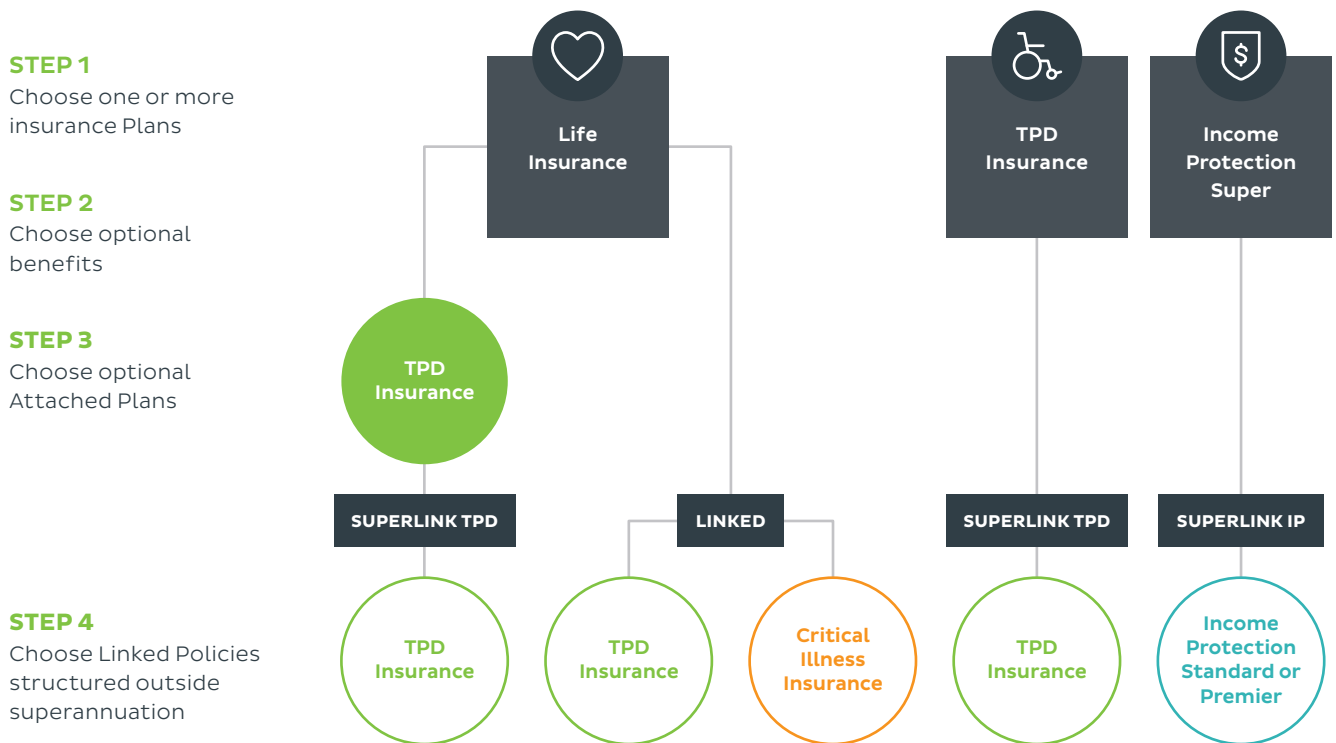 STEP 1
Choose one or more
insurance Plans
STEP 2
Choose optional
benefits
STEP 3
Choose optional
Attached Plans
STEP 4
Choose Linked Policies
structured outside
superannuation
Life
Insurance
TPD
Insurance
$
Income
Protection
Super
TPD
Insurance
SUPERLINK TPD
LINKED
SUPERLINK TPD
SUPERLINK IP
TPD
Insurance
TPD
Insurance
Critical
Illness
Insurance
TPD
Insurance
Income
Protection
Standard or
Premier